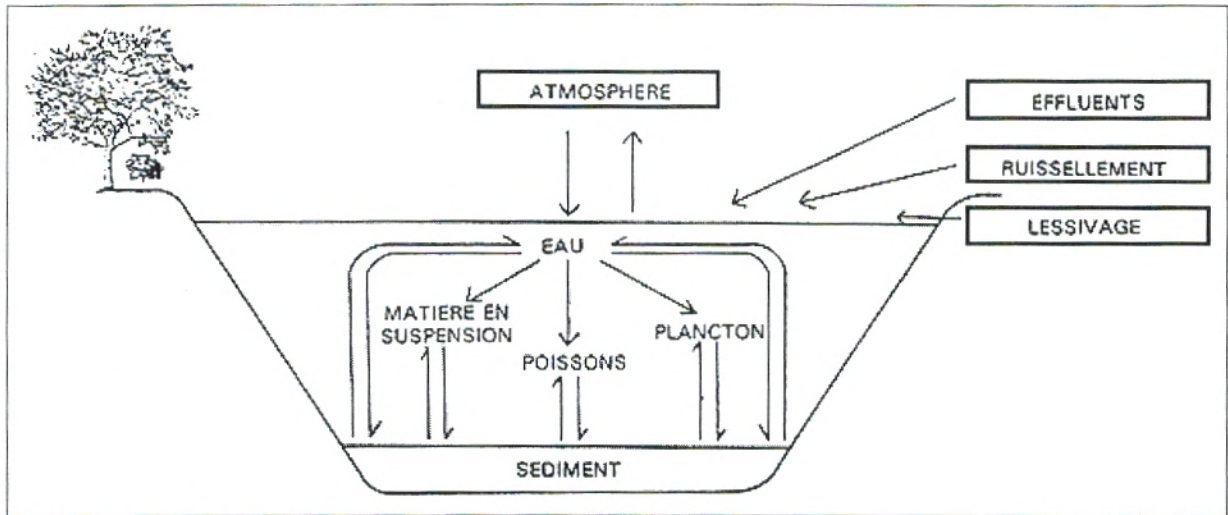 ATMOSPHERE
EFFLUENTS
RUISSELLEMENT
LESSIVAGE
EAU
MATIERE EN
SUSPENSION
PLANCTON
POISSONS
SEDIMENT